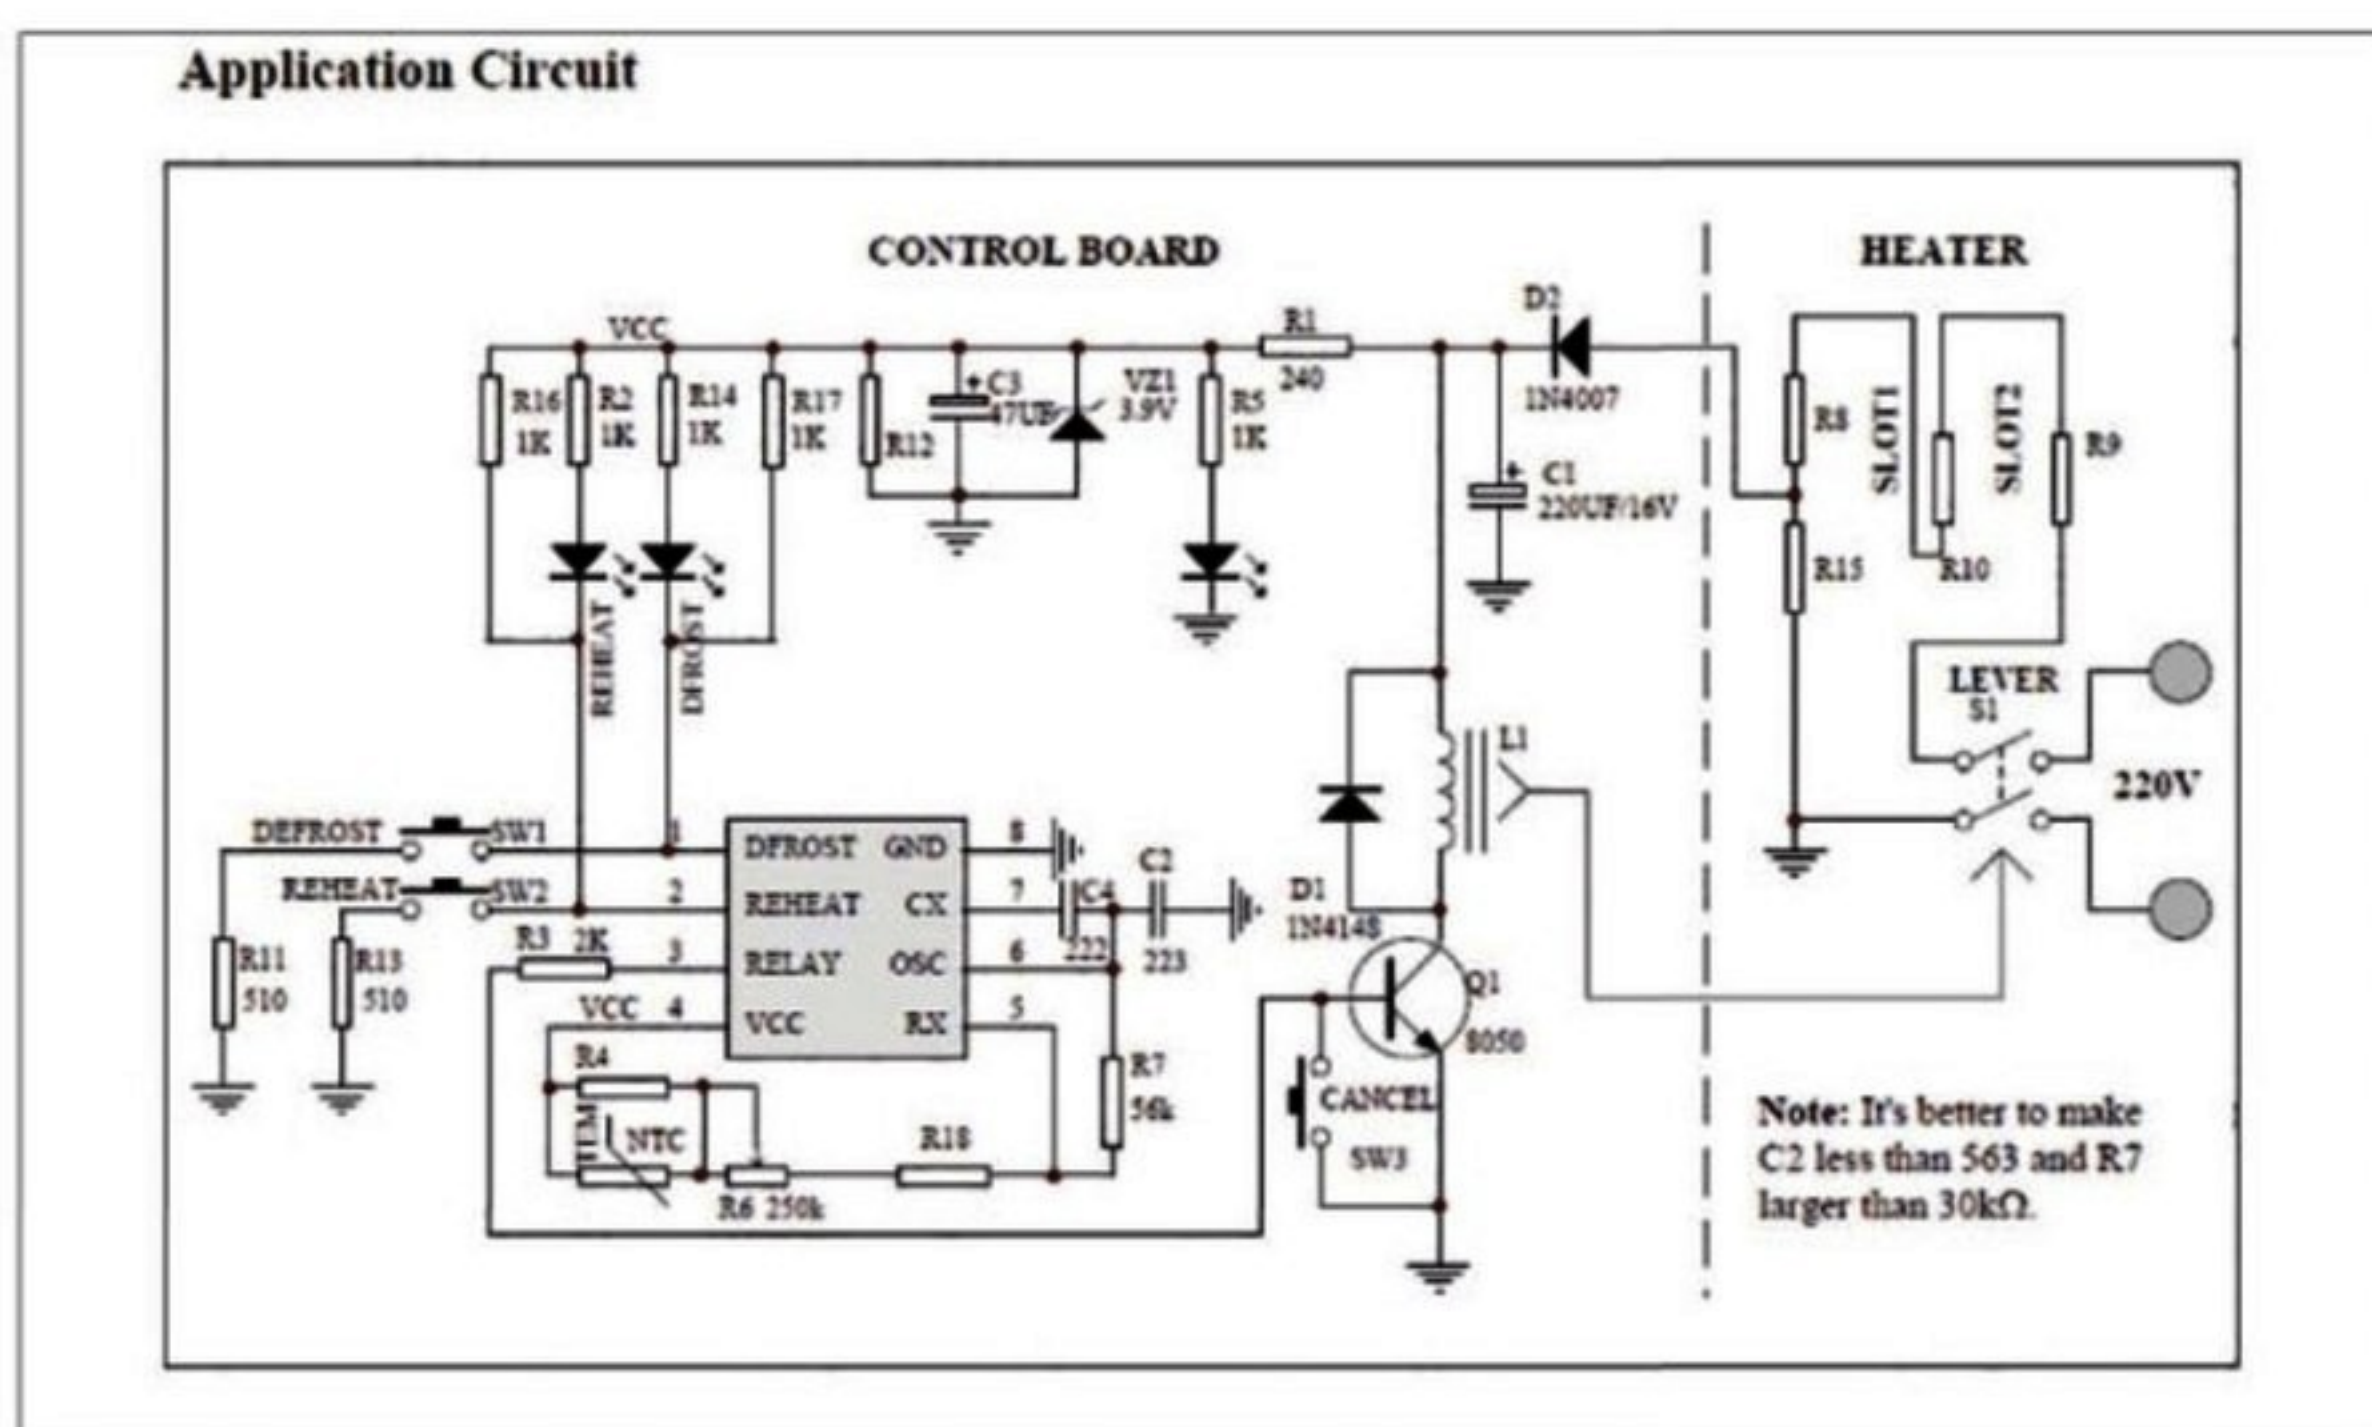 Application Circuit
CONTROL BOARD
HEATER
VCC
R16
1K
R2
1K
R14
1K
R17
1K
R12
C3
47UF
VZ1
3.9V
R5
1K
R1
240
D2
1N4007
C1
220UF/16V
R8
SLOT1
SLOT2
R9
R15
R10
REHEAT
DFROST
LEVER
S1
220V
L1
DEFROST
SW1
1
REHEAT
SW2
2
R3
2K
3
VCC
4
DFROST
GND
REHEAT
CX
RELAY
OSC
VCC
RX
8
7
6
5
C4
222
C2
223
D1
1N4148
Q1
8050
R11
510
R13
510
R4
TEM
NTC
R6 250k
R18
R7
56k
CANCEL
SW3
Note: It's better to make
C2 less than 563 and R7
larger than 30kΩ.